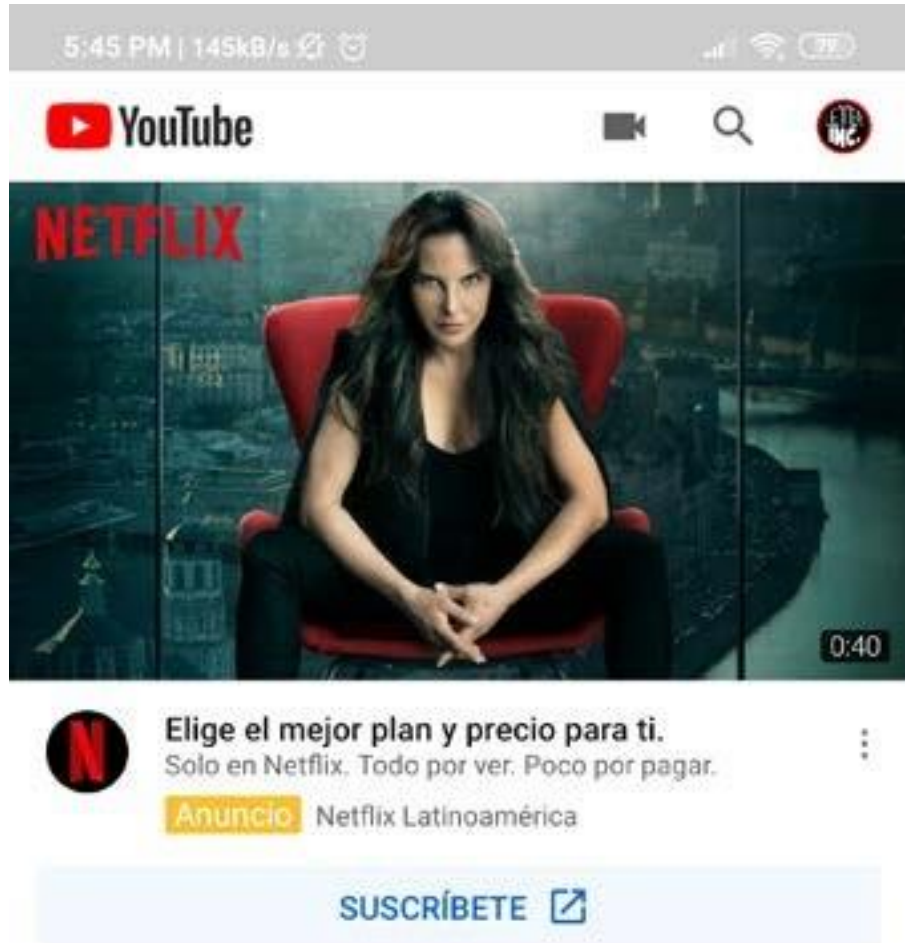 5:45 PM | 145kB/s
YouTube
NETFLIX
0:40
N
Elige el mejor plan y precio para ti.
Solo en Netflix. Todo por ver. Poco por pagar.
Anuncio Netflix Latinoamérica
SUSCRÍBETE